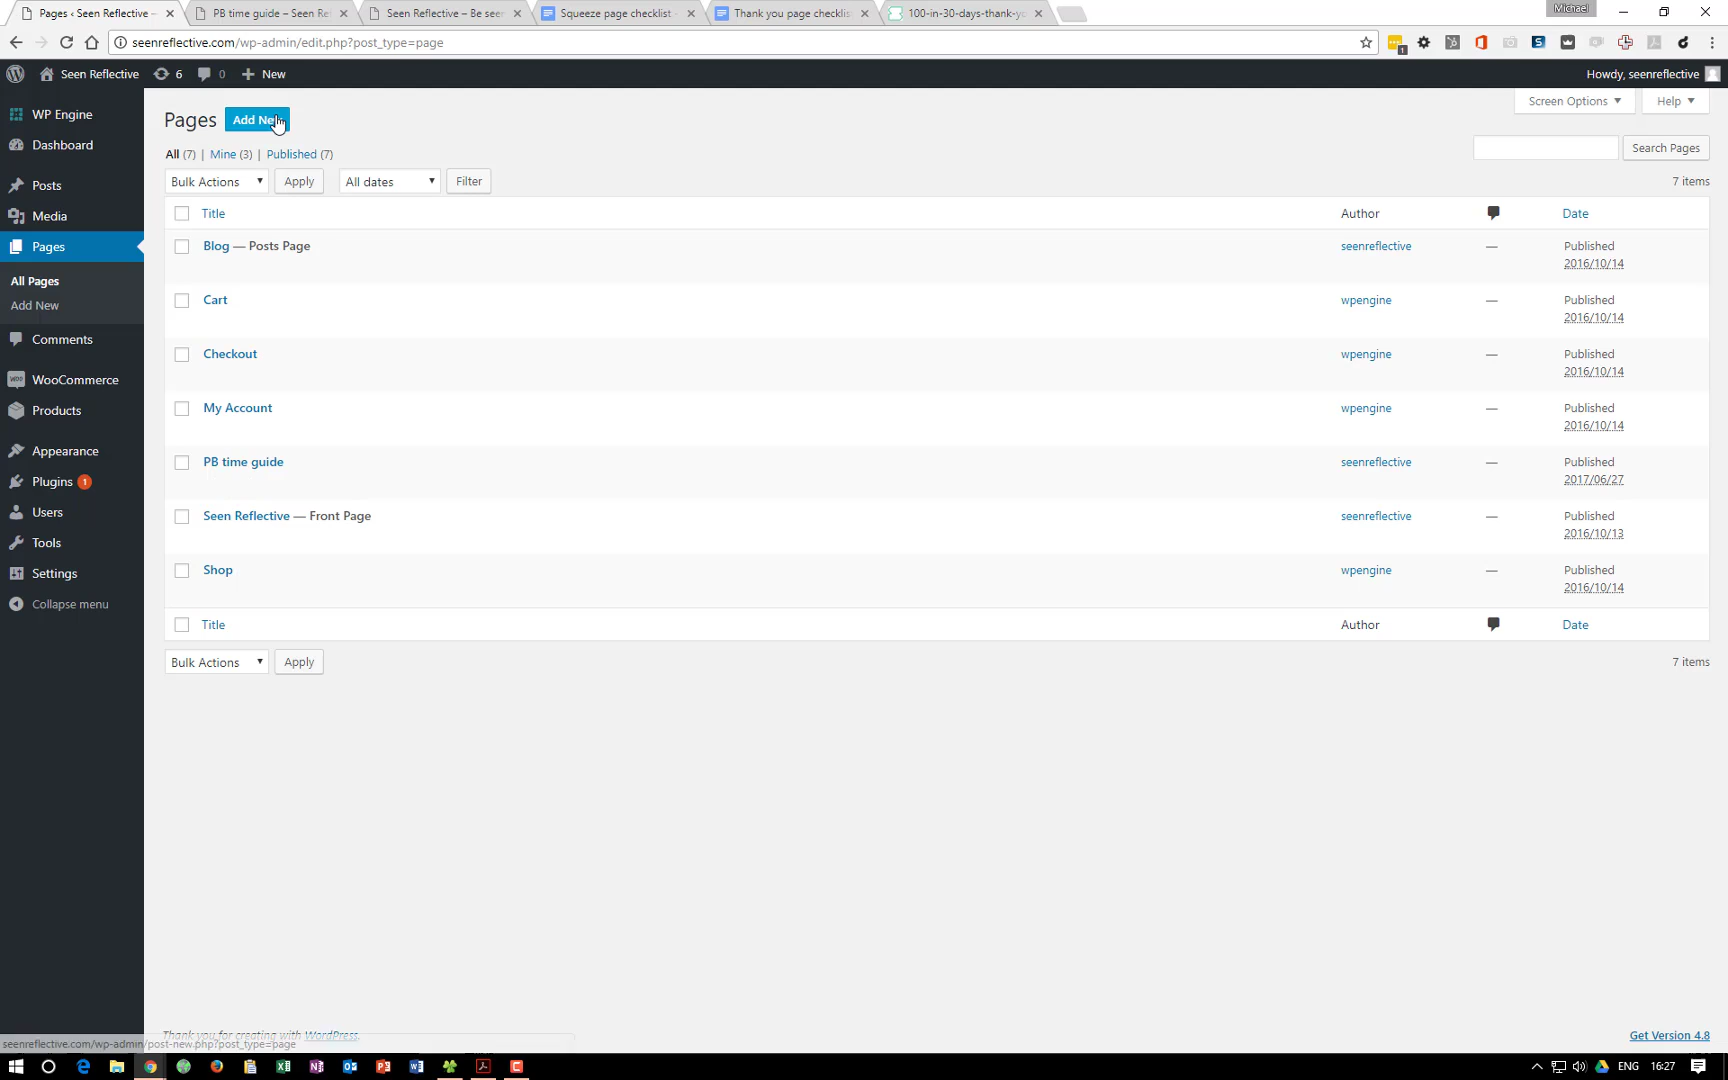 Pages ‹ Seen Reflective –
PB time guide – Seen Re
Seen Reflective – Be see
Squeeze page checklist -
Thank you page checkli
100-in-30-days-thank-yo
Michael
seenreflective.com/wp-admin/edit.php?post_type=page
Seen Reflective
6
0
New
Howdy, seenreflective
WP Engine
Dashboard
Posts
Media
Pages
All Pages
Add New
Comments
WooCommerce
Products
Appearance
Plugins 1
Users
Tools
Settings
Collapse menu
Pages
Add New
Screen Options
Help
All (7) | Mine (3) | Published (7)
Search Pages
Bulk Actions
Apply
All dates
Filter
7 items
Title
Author
Date
Blog — Posts Page
seenreflective
—
Published
2016/10/14
Cart
wpengine
—
Published
2016/10/14
Checkout
wpengine
—
Published
2016/10/14
My Account
wpengine
—
Published
2016/10/14
PB time guide
seenreflective
—
Published
2017/06/27
Seen Reflective — Front Page
seenreflective
—
Published
2016/10/13
Shop
wpengine
—
Published
2016/10/14
Title
Author
Date
Bulk Actions
Apply
7 items
Thank you for creating with WordPress.
Get Version 4.8
seenreflective.com/wp-admin/post-new.php?post_type=page
ENG
16:27